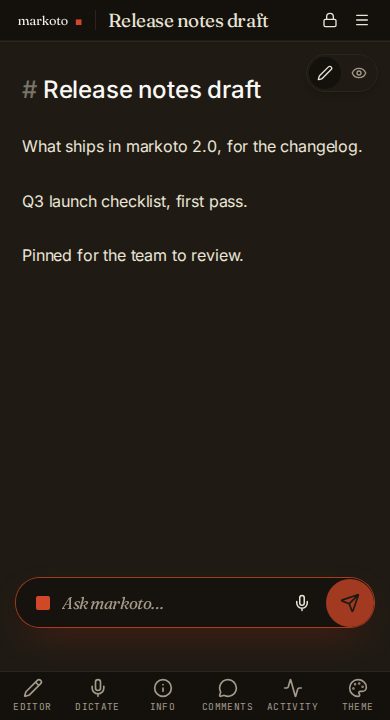 markoto
Release notes draft
# Release notes draft
What ships in markoto 2.0, for the changelog.
Q3 launch checklist, first pass.
Pinned for the team to review.
Ask markoto...
EDITOR
DICTATE
INFO
COMMENTS
ACTIVITY
THEME